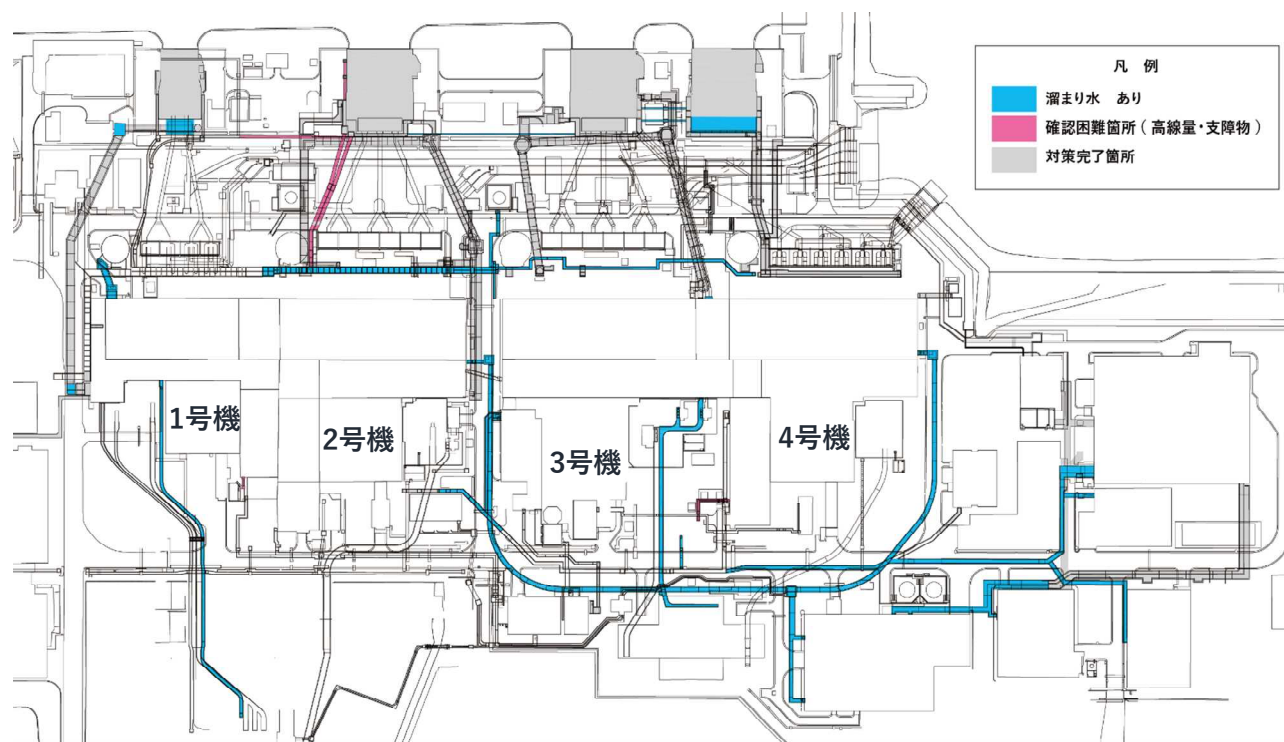 凡 例
溜まり水 あり
確認困難箇所（高線量・支障物）
対策完了箇所
1号機
2号機
3号機
4号機